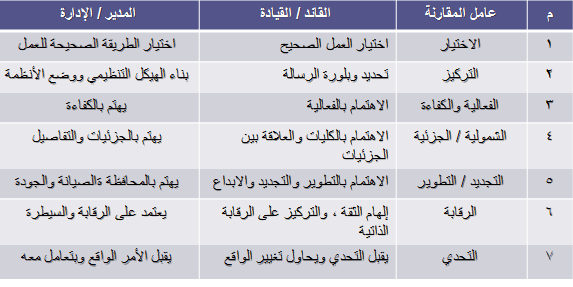 م عامل المقارنة القائد / القيادة المدير / الإدارة
١ الاختيار اختيار العمل الصحيح اختيار الطريقة الصحيحة للعمل
٢ التركيز تحديد وبلورة الرسالة بناء الهيكل التنظيمي ووضع الأنظمة
٣ الفعالية والكفاءة الاهتمام بالفعالية يهتم بالكفاءة
٤ الشمولية / الجزئية الاهتمام بالكليات والعلاقة بين يهتم بالجزئيات والتفاصيل
الجزئيات
٥ التجديد / التطوير الاهتمام بالتطوير والتجديد والابداع يهتم بالمحافظة ةالصيانة والجودة
٦ الرقابة إلهام الثقة ، والتركيز على الرقابة يعتمد على الرقابة والسيطرة
الذاتية
٧ التحدي يقبل التحدي ويحاول تغيير الواقع يقبل الأمر الواقع ويتعامل معه